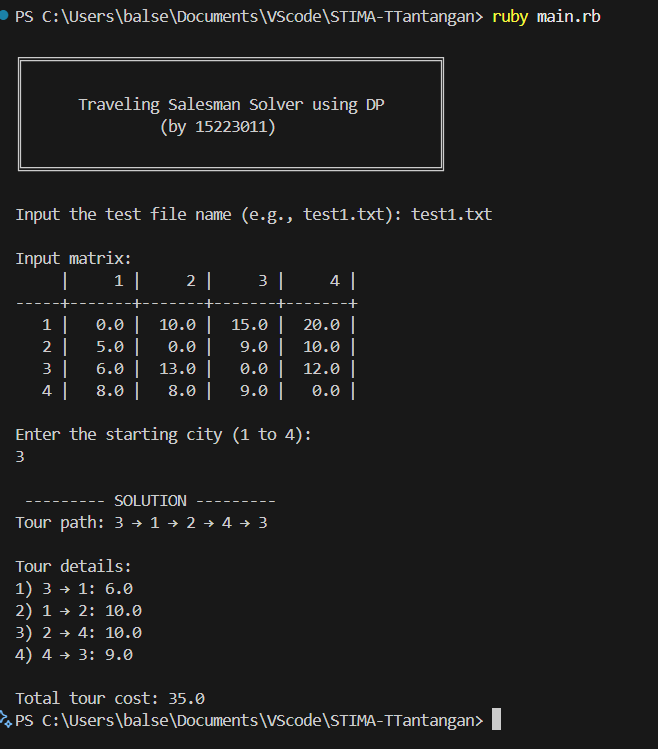 PS C:\Users\balse\Documents\VScode\STIMA-TTantangan> ruby main.rb
Traveling Salesman Solver using DP
(by 15223011)
Input the test file name (e.g., test1.txt): test1.txt
Input matrix:
     |     1 |     2 |     3 |     4 |
-----+-------+-------+-------+-------+
   1 |   0.0 |  10.0 |  15.0 |  20.0 |
   2 |   5.0 |   0.0 |   9.0 |  10.0 |
   3 |   6.0 |  13.0 |   0.0 |  12.0 |
   4 |   8.0 |   8.0 |   9.0 |   0.0 |
Enter the starting city (1 to 4):
3
--------- SOLUTION ---------
Tour path: 3 → 1 → 2 → 4 → 3
Tour details:
1) 3 → 1: 6.0
2) 1 → 2: 10.0
3) 2 → 4: 10.0
4) 4 → 3: 9.0
Total tour cost: 35.0
PS C:\Users\balse\Documents\VScode\STIMA-TTantangan>